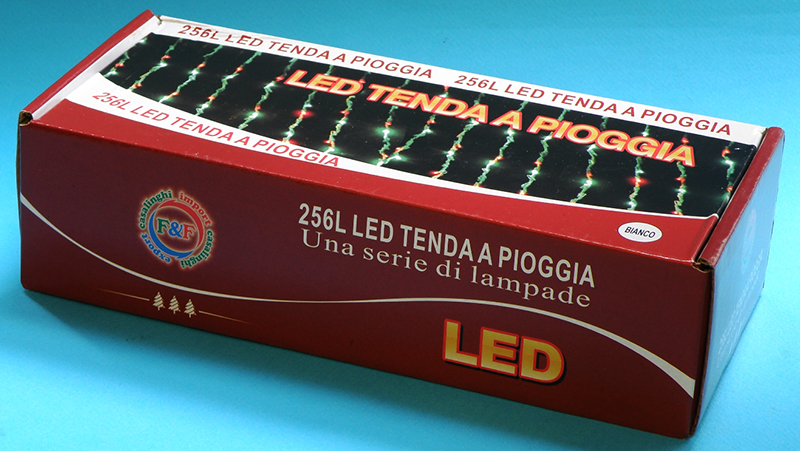 256L LED TENDA A PIOGGIA 256L LED TENDA A PIOGGIA
LED TENDA A PIOGGIA
256L LED TENDA A PIOGGIA
BIANCO
import casalinghi
export casalinghi
F&F
256L LED TENDA A PIOGGIA
Una serie di lampade
LED